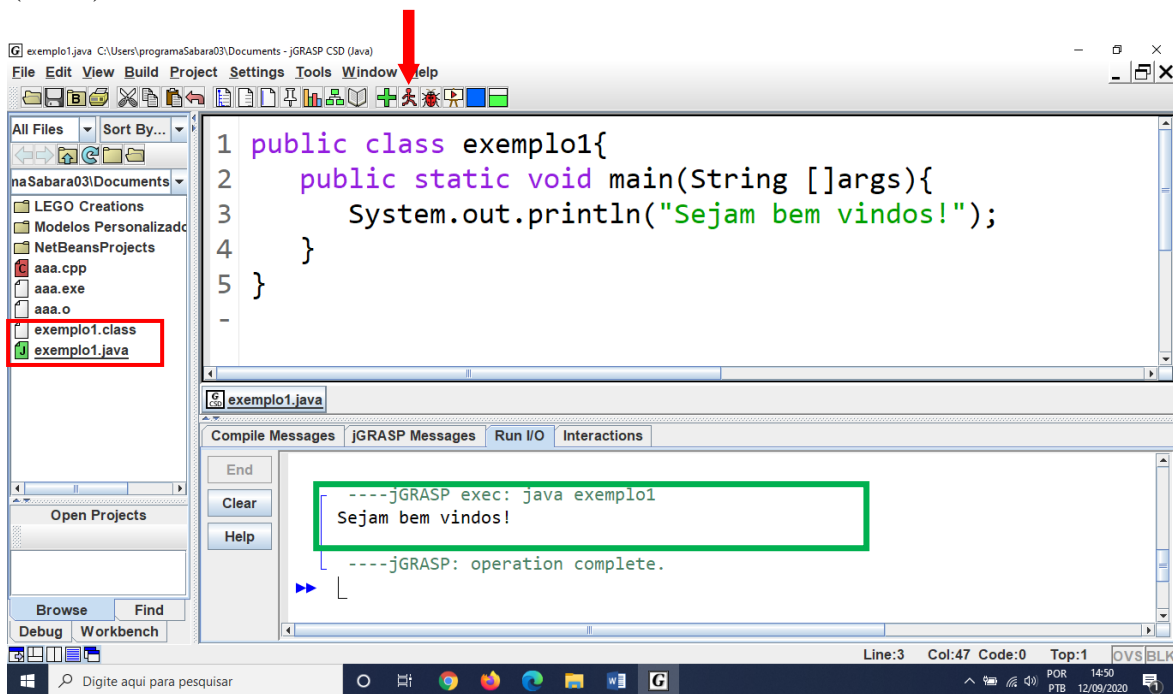 exemplo1.java C:\Users\programaSabara03\Documents - jGRASP CSD (Java)
File Edit View Build Project Settings Tools Window Help
All Files Sort By...
naSabara03\Documents
LEGO Creations
Modelos Personalizado
NetBeansProjects
aaa.cpp
aaa.exe
aaa.o
exemplo1.class
exemplo1.java
1 public class exemplo1{
2 public static void main(String []args){
3 System.out.println("Sejam bem vindos!");
4 }
5 }
exemplo1.java
Compile Messages jGRASP Messages Run I/O Interactions
End
Clear
Help
----jGRASP exec: java exemplo1
Sejam bem vindos!
----jGRASP: operation complete.
Open Projects
Browse Find
Debug Workbench
Line:3 Col:47 Code:0 Top:1 OVS BLK
Digite aqui para pesquisar
POR 14:50
PTB 12/09/2020